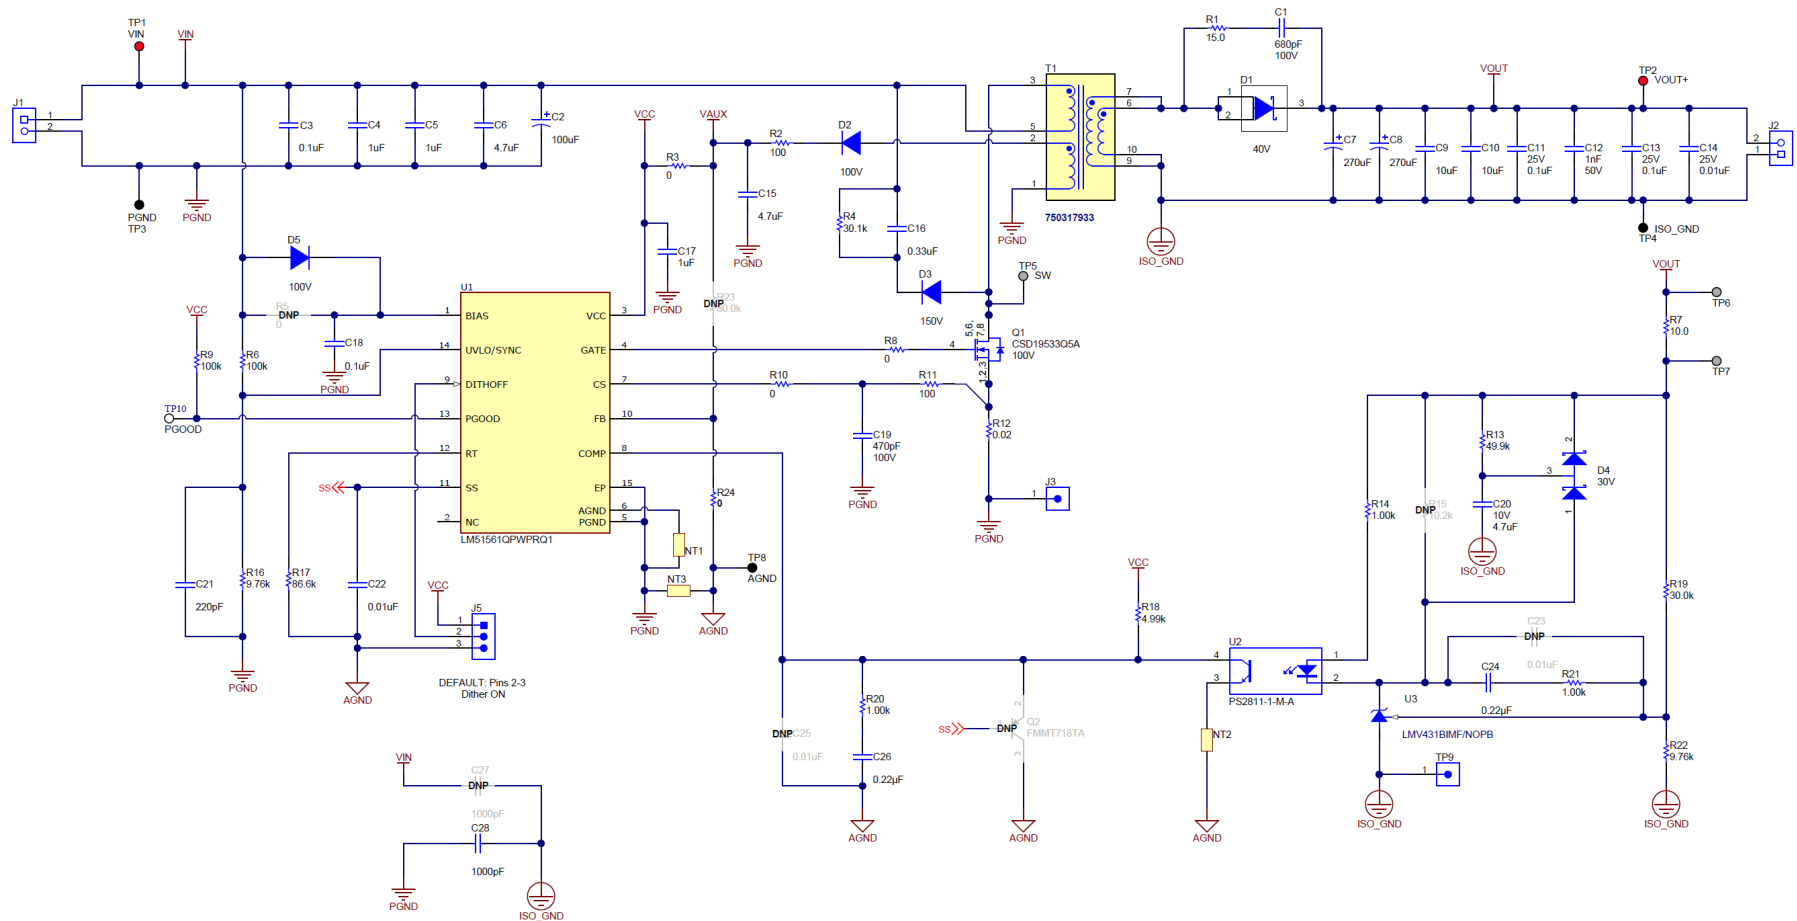 TP1
VIN
VIN
J1
1
2
C3
0.1uF
C4
1uF
C5
1uF
C6
4.7uF
+
C2
100uF
PGND
TP3
PGND
VCC
VAUX
R3
0
R2
100
D2
100V
C15
4.7uF
PGND
C17
1uF
PGND
R4
30.1k
C16
0.33uF
D3
150V
T1
3
5
2
1
7
6
10
9
750317933
PGND
R1
15.0
C1
680pF
100V
D1
1
2
3
40V
ISO_GND
VOUT
TP2
VOUT+
+
C7
270uF
+
C8
270uF
C9
10uF
C10
10uF
C11
25V
0.1uF
C12
1nF
50V
C13
25V
0.1uF
C14
25V
0.01uF
J2
2
1
ISO_GND
TP4
D5
100V
R5
DNP
0
C18
0.1uF
PGND
VCC
R9
100k
R6
100k
TP10
PGOOD
U1
1
BIAS
14
UVLO/SYNC
9
DITHOFF
13
PGOOD
12
RT
11
SS
2
NC
VCC
3
GATE
4
CS
7
FB
10
COMP
8
EP
15
AGND
6
PGND
5
LM51561QPWPRQ1
DNP
R23
R8
0
4
5,6,
7,8
1,2,3
Q1
CSD19533Q5A
100V
TP5
SW
R10
0
R11
100
R12
0.02
C19
470pF
100V
PGND
J3
1
PGND
R24
0
NT1
NT3
TP8
AGND
PGND
AGND
SS
C21
220pF
R16
9.76k
R17
86.6k
C22
0.01uF
PGND
AGND
VCC
J5
1
2
3
DEFAULT: Pins 2-3
Dither ON
VOUT
TP6
R7
10.0
TP7
R13
49.9k
2
3
1
D4
30V
C20
10V
4.7uF
ISO_GND
R14
1.00k
DNP
R15
10.2k
R19
30.0k
VCC
R18
4.99k
U2
4
3
1
2
PS2811-1-M-A
C23
DNP
0.01uF
C24
0.22µF
R21
1.00k
U3
LMV431BIMF/NOPB
TP9
1
R22
9.76k
ISO_GND
ISO_GND
NT2
AGND
DNP
C25
0.01uF
R20
1.00k
C26
0.22µF
AGND
SS
DNP
1
2
3
Q2
FMMT718TA
AGND
VIN
C27
DNP
1000pF
C28
1000pF
PGND
ISO_GND